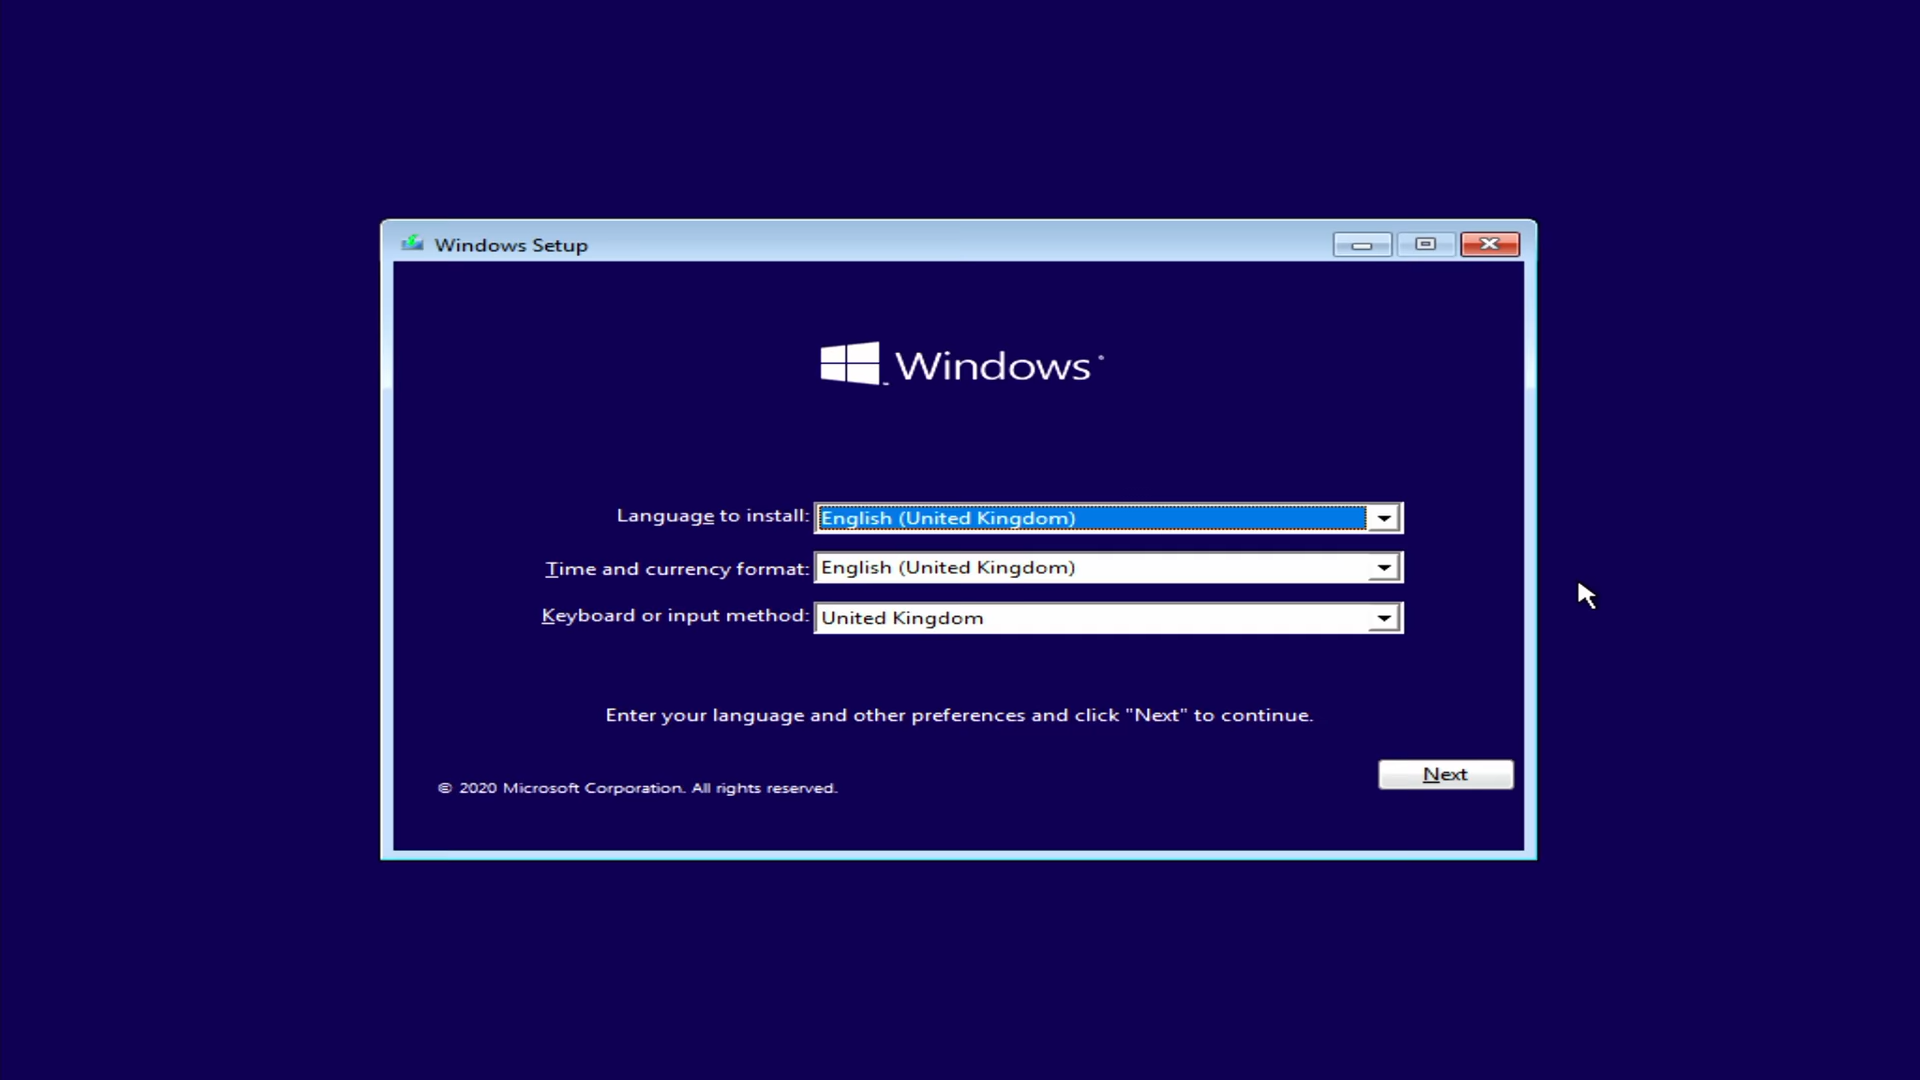 Windows Setup
Windows
Language to install: English (United Kingdom)
Time and currency format: English (United Kingdom)
Keyboard or input method: United Kingdom
Enter your language and other preferences and click "Next" to continue.
Next
© 2020 Microsoft Corporation. All rights reserved.